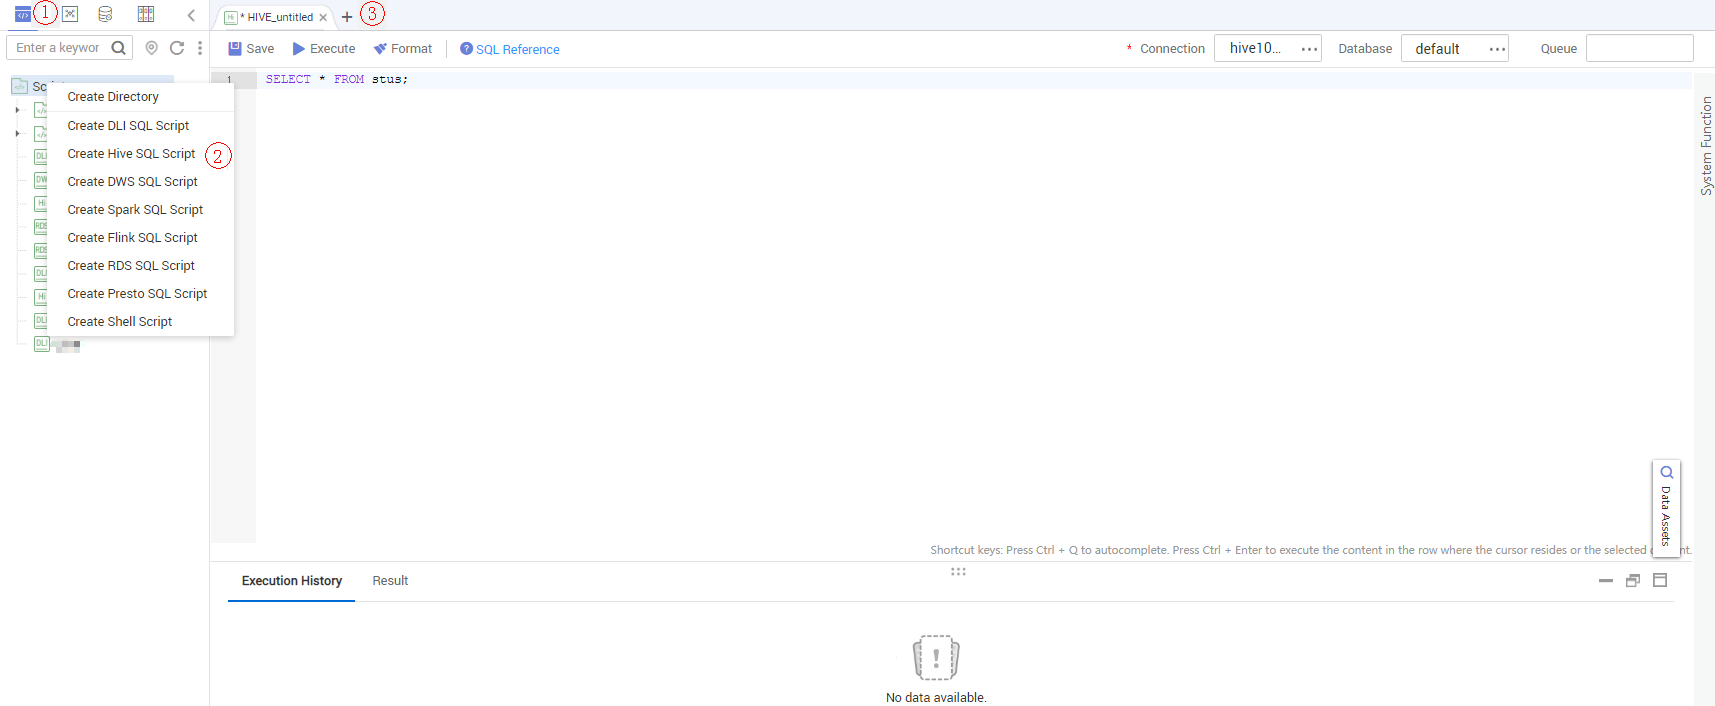 1
* HIVE_untitled
3
Enter a keywor
Save Execute Format SQL Reference
* Connection hive10... Database default Queue
1 SELECT * FROM stus;
Create Directory
Create DLI SQL Script
Create Hive SQL Script 2
Create DWS SQL Script
Create Spark SQL Script
Create Flink SQL Script
Create RDS SQL Script
Create Presto SQL Script
Create Shell Script
DLI
System Function
Data Assets
Shortcut keys: Press Ctrl + Q to autocomplete. Press Ctrl + Enter to execute the content in the row where the cursor resides or the selected
Execution History Result
No data available.